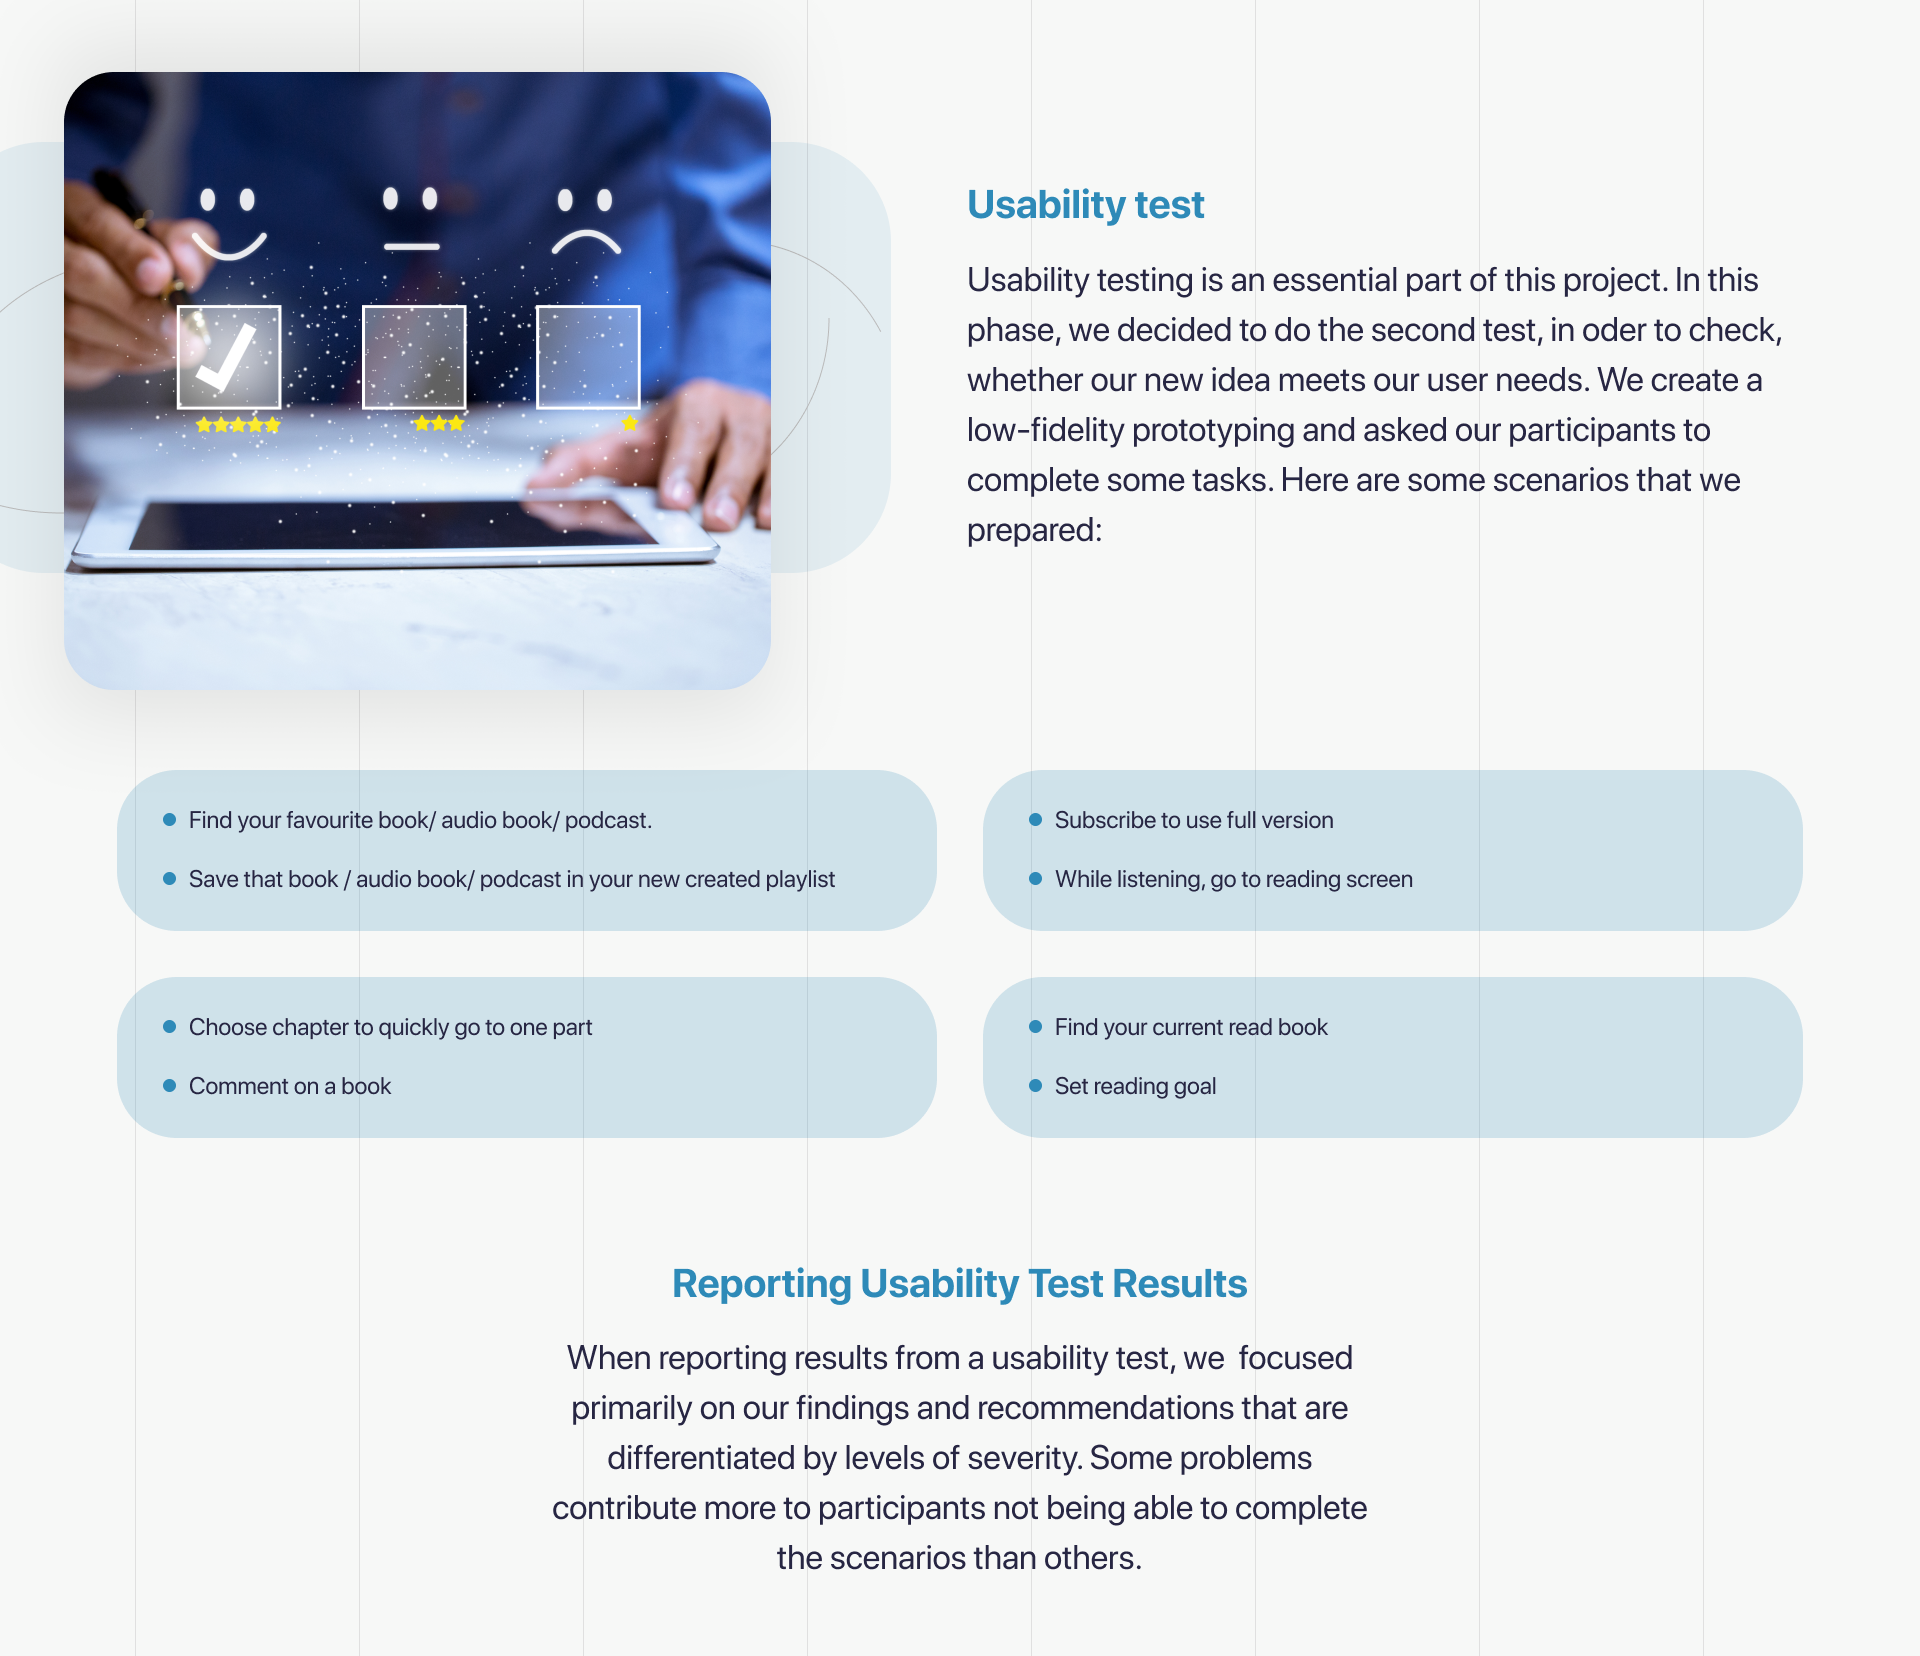 Usability test
Usability testing is an essential part of this project. In this
phase, we decided to do the second test, in oder to check,
whether our new idea meets our user needs. We create a
low-fidelity prototyping and asked our participants to
complete some tasks. Here are some scenarios that we
prepared:
Find your favourite book/ audio book/ podcast.
Save that book / audio book/ podcast in your new created playlist
Subscribe to use full version
While listening, go to reading screen
Choose chapter to quickly go to one part
Comment on a book
Find your current read book
Set reading goal
Reporting Usability Test Results
When reporting results from a usability test, we  focused
primarily on our findings and recommendations that are
differentiated by levels of severity. Some problems
contribute more to participants not being able to complete
the scenarios than others.